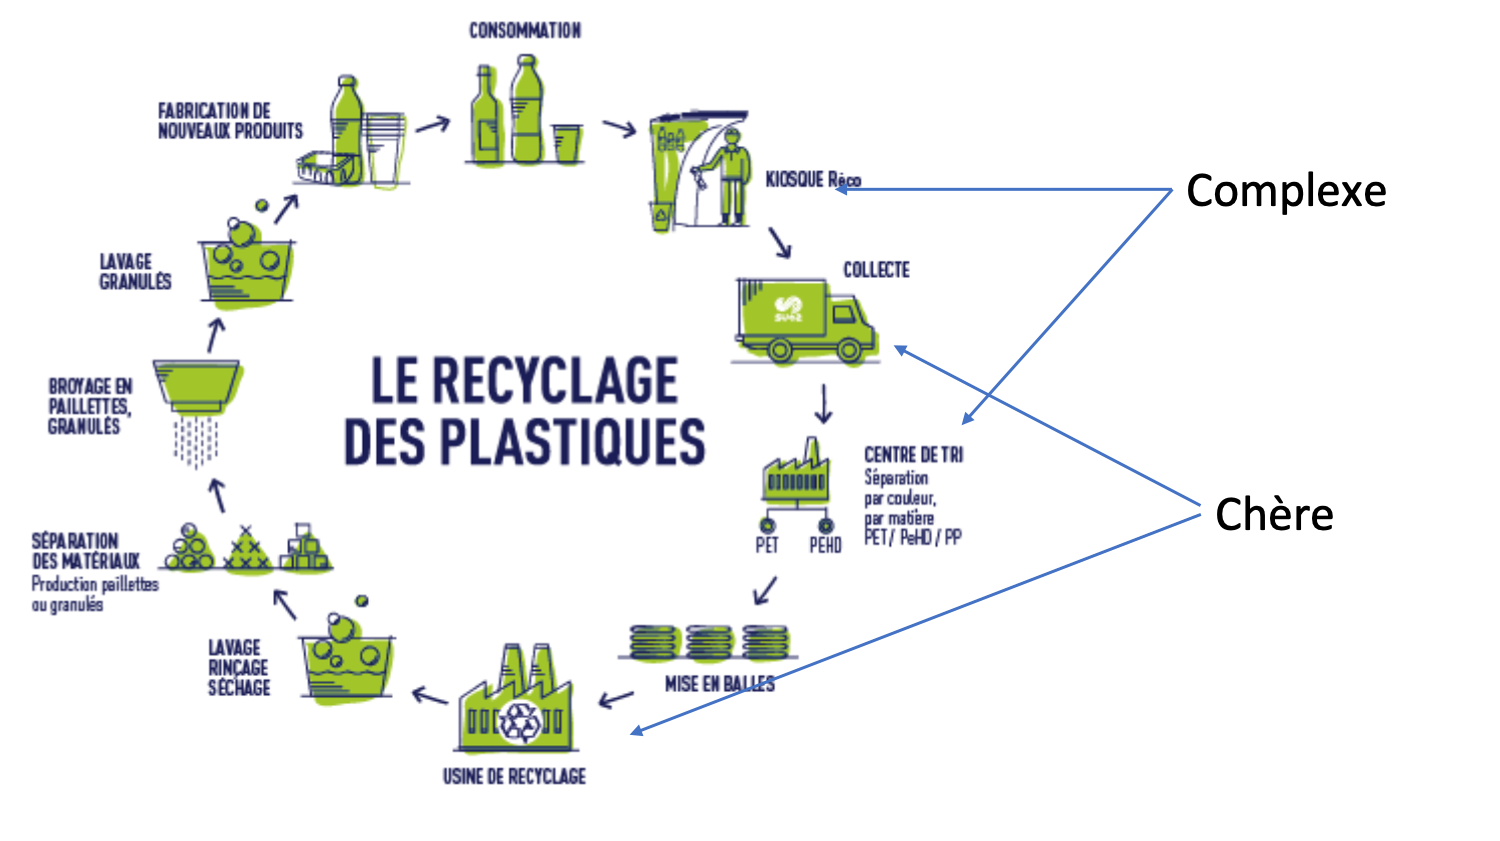 CONSOMMATION
FABRICATION DE
NOUVEAUX PRODUITS
KIOSQUE Réco
Complexe
LAVAGE
GRANULÉS
COLLECTE
suez
LE RECYCLAGE
DES PLASTIQUES
BROYAGE EN
PAILLETTES,
GRANULÉS
CENTRE DE TRI
Séparation
par couleur,
par matière
PET / PeHD / PP
PET
PEHD
Chère
SÉPARATION
DES MATÉRIAUX
Production paillettes
ou granulés
LAVAGE
RINÇAGE
SÉCHAGE
MISE EN BALLES
USINE DE RECYCLAGE